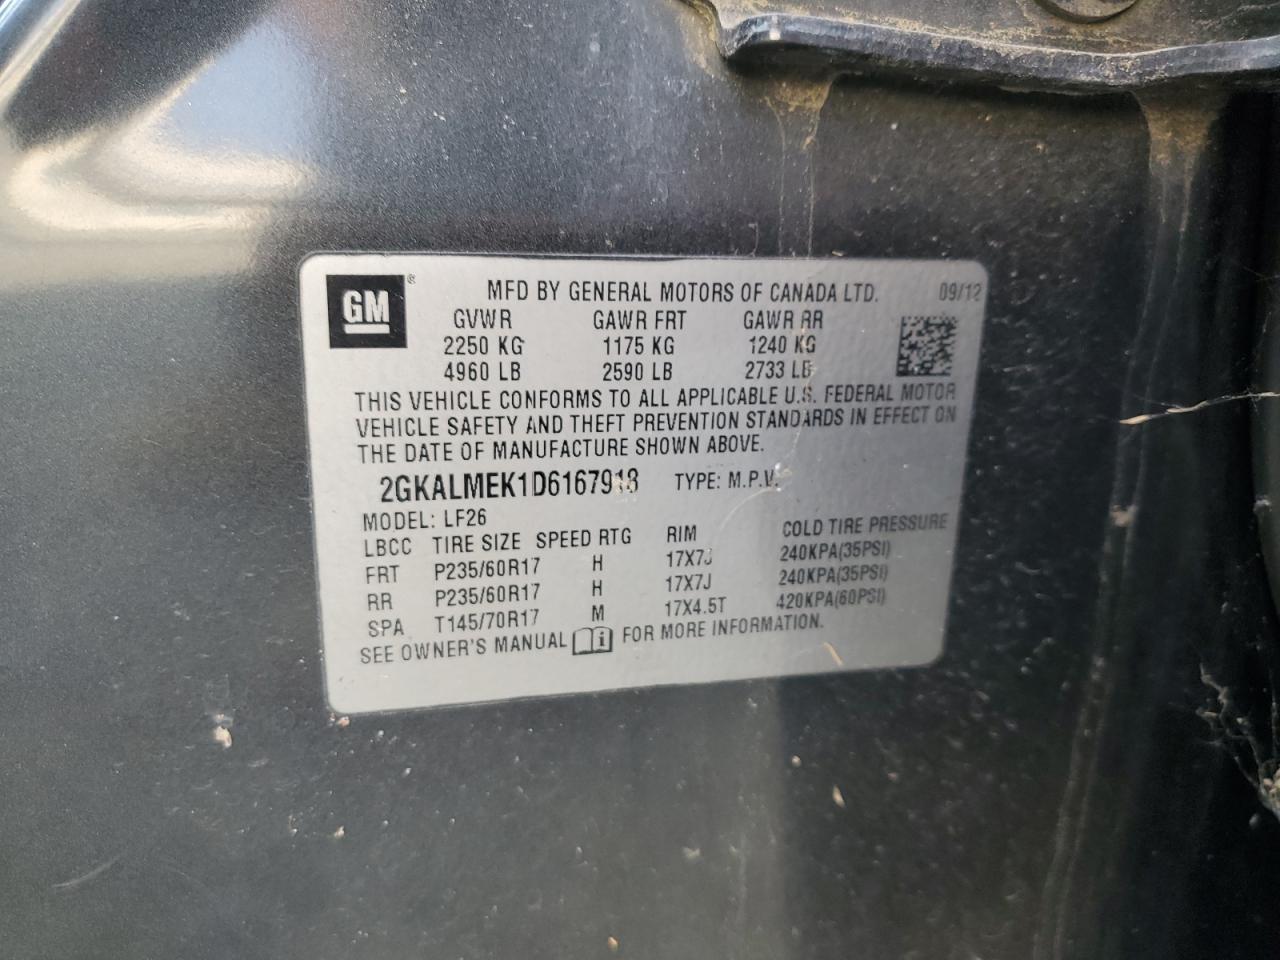 GM ®
MFD BY GENERAL MOTORS OF CANADA LTD. 09/12
GVWR GAWR FRT GAWR RR
2250 KG 1175 KG 1240 KG
4960 LB 2590 LB 2733 LB
THIS VEHICLE CONFORMS TO ALL APPLICABLE U.S. FEDERAL MOTOR
VEHICLE SAFETY AND THEFT PREVENTION STANDARDS IN EFFECT ON
THE DATE OF MANUFACTURE SHOWN ABOVE.
2GKALMEK1D6167918 TYPE: M.P.V.
MODEL: LF26
LBCC TIRE SIZE SPEED RTG RIM COLD TIRE PRESSURE
FRT P235/60R17 H 17X7J 240KPA(35PSI)
RR P235/60R17 H 17X7J 240KPA(35PSI)
SPA T145/70R17 M 17X4.5T 420KPA(60PSI)
SEE OWNER'S MANUAL i FOR MORE INFORMATION.